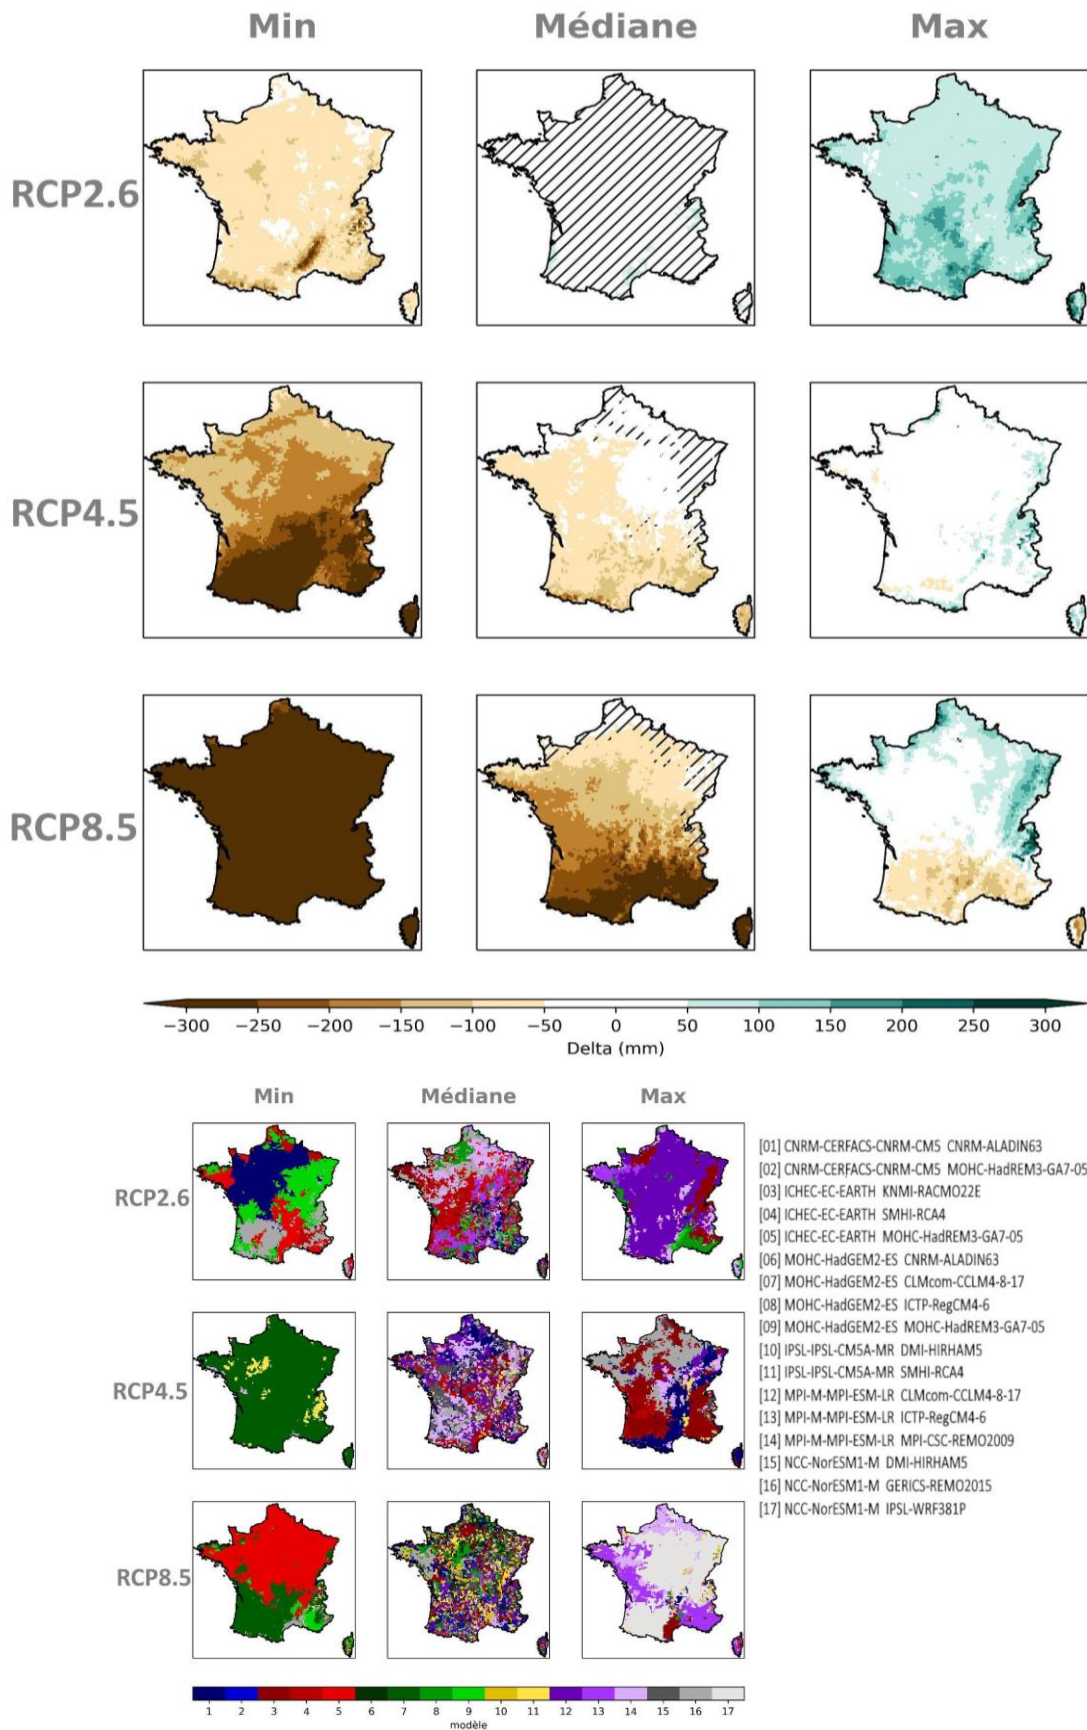 Min Médiane Max
RCP2.6
RCP4.5
RCP8.5
−300 −250 −200 −150 −100 −50 0 50 100 150 200 250 300
Delta (mm)
Min Médiane Max
RCP2.6
RCP4.5
RCP8.5
[01] CNRM-CERFACS-CNRM-CM5 CNRM-ALADIN63
[02] CNRM-CERFACS-CNRM-CM5 MOHC-HadREM3-GA7-05
[03] ICHEC-EC-EARTH KNMI-RACMO22E
[04] ICHEC-EC-EARTH SMHI-RCA4
[05] ICHEC-EC-EARTH MOHC-HadREM3-GA7-05
[06] MOHC-HadGEM2-ES CNRM-ALADIN63
[07] MOHC-HadGEM2-ES CLMcom-CCLM4-8-17
[08] MOHC-HadGEM2-ES ICTP-RegCM4-6
[09] MOHC-HadGEM2-ES MOHC-HadREM3-GA7-05
[10] IPSL-IPSL-CM5A-MR DMI-HIRHAM5
[11] IPSL-IPSL-CM5A-MR SMHI-RCA4
[12] MPI-M-MPI-ESM-LR CLMcom-CCLM4-8-17
[13] MPI-M-MPI-ESM-LR ICTP-RegCM4-6
[14] MPI-M-MPI-ESM-LR MPI-CSC-REMO2009
[15] NCC-NorESM1-M DMI-HIRHAM5
[16] NCC-NorESM1-M GERICS-REMO2015
[17] NCC-NorESM1-M IPSL-WRF381P
1 2 3 4 5 6 7 8 9 10 11 12 13 14 15 16 17
modèle